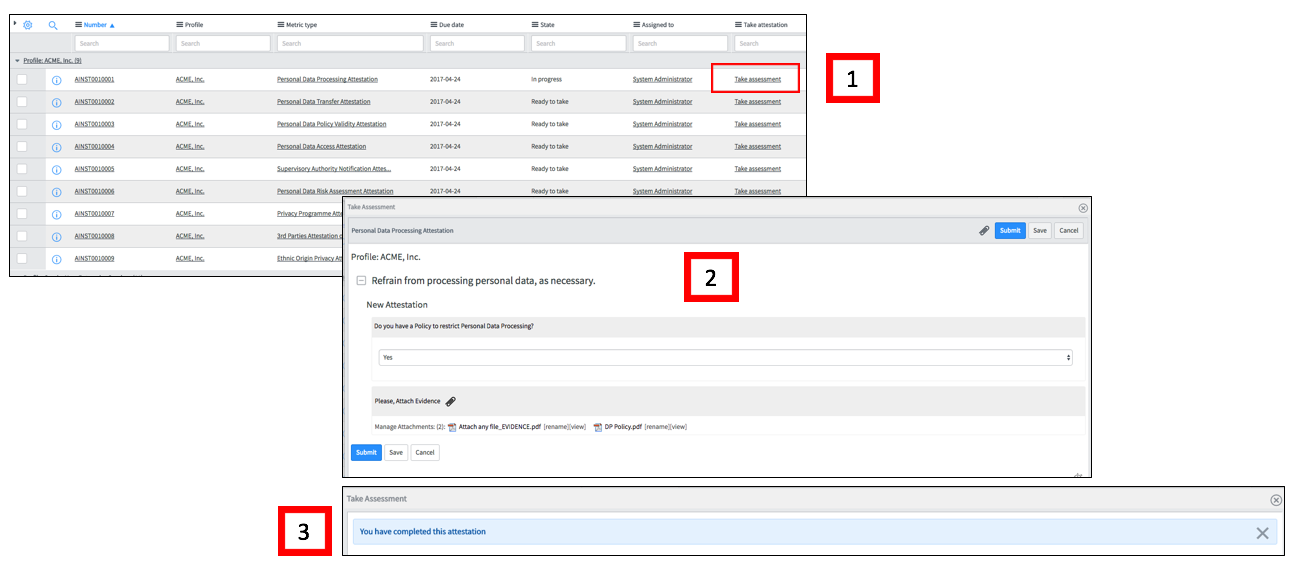 Number Profile Metric type Due date State Assigned to Take attestation
Search Search Search Search Search Search Search
Profile: ACME, Inc. (9)
AINST0010001 ACME, Inc. Personal Data Processing Attestation 2017-04-24 In progress System Administrator Take assessment
AINST0010002 ACME, Inc. Personal Data Transfer Attestation 2017-04-24 Ready to take System Administrator Take assessment
AINST0010003 ACME, Inc. Personal Data Policy Validity Attestation 2017-04-24 Ready to take System Administrator Take assessment
AINST0010004 ACME, Inc. Personal Data Access Attestation 2017-04-24 Ready to take System Administrator Take assessment
AINST0010005 ACME, Inc. Supervisory Authority Notification Attes... 2017-04-24 Ready to take System Administrator Take assessment
AINST0010006 ACME, Inc. Personal Data Risk Assessment Attestation 2017-04-24 Ready to take System Administrator Take assessment
AINST0010007 ACME, Inc. Privacy Programme Atte
AINST0010008 ACME, Inc. 3rd Parties Attestation
AINST0010009 ACME, Inc. Ethnic Origin Privacy At
1
Take Assessment
Personal Data Processing Attestation Submit Save Cancel
Profile: ACME, Inc.
Refrain from processing personal data, as necessary.
2
New Attestation
Do you have a Policy to restrict Personal Data Processing?
Yes
Please, Attach Evidence
Manage Attachments: (2): Attach any file_EVIDENCE.pdf [rename][view] DP Policy.pdf [rename][view]
Submit Save Cancel
Take Assessment
3
You have completed this attestation